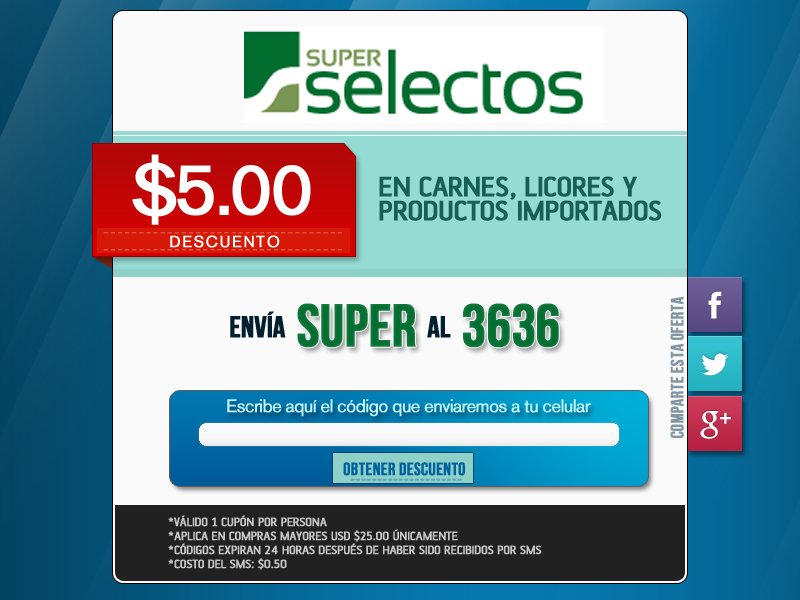 SUPER
selectos
$5.00
DESCUENTO
EN CARNES, LICORES Y
PRODUCTOS IMPORTADOS
ENVÍA SUPER AL 3636
COMPARTE ESTA OFERTA
f
g+
Escribe aquí el código que enviaremos a tu celular
OBTENER DESCUENTO
*VÁLIDO 1 CUPÓN POR PERSONA
*APLICA EN COMPRAS MAYORES USD $25.00 ÚNICAMENTE
*CÓDIGOS EXPIRAN 24 HORAS DESPUÉS DE HABER SIDO RECIBIDOS POR SMS
*COSTO DEL SMS: $0.50